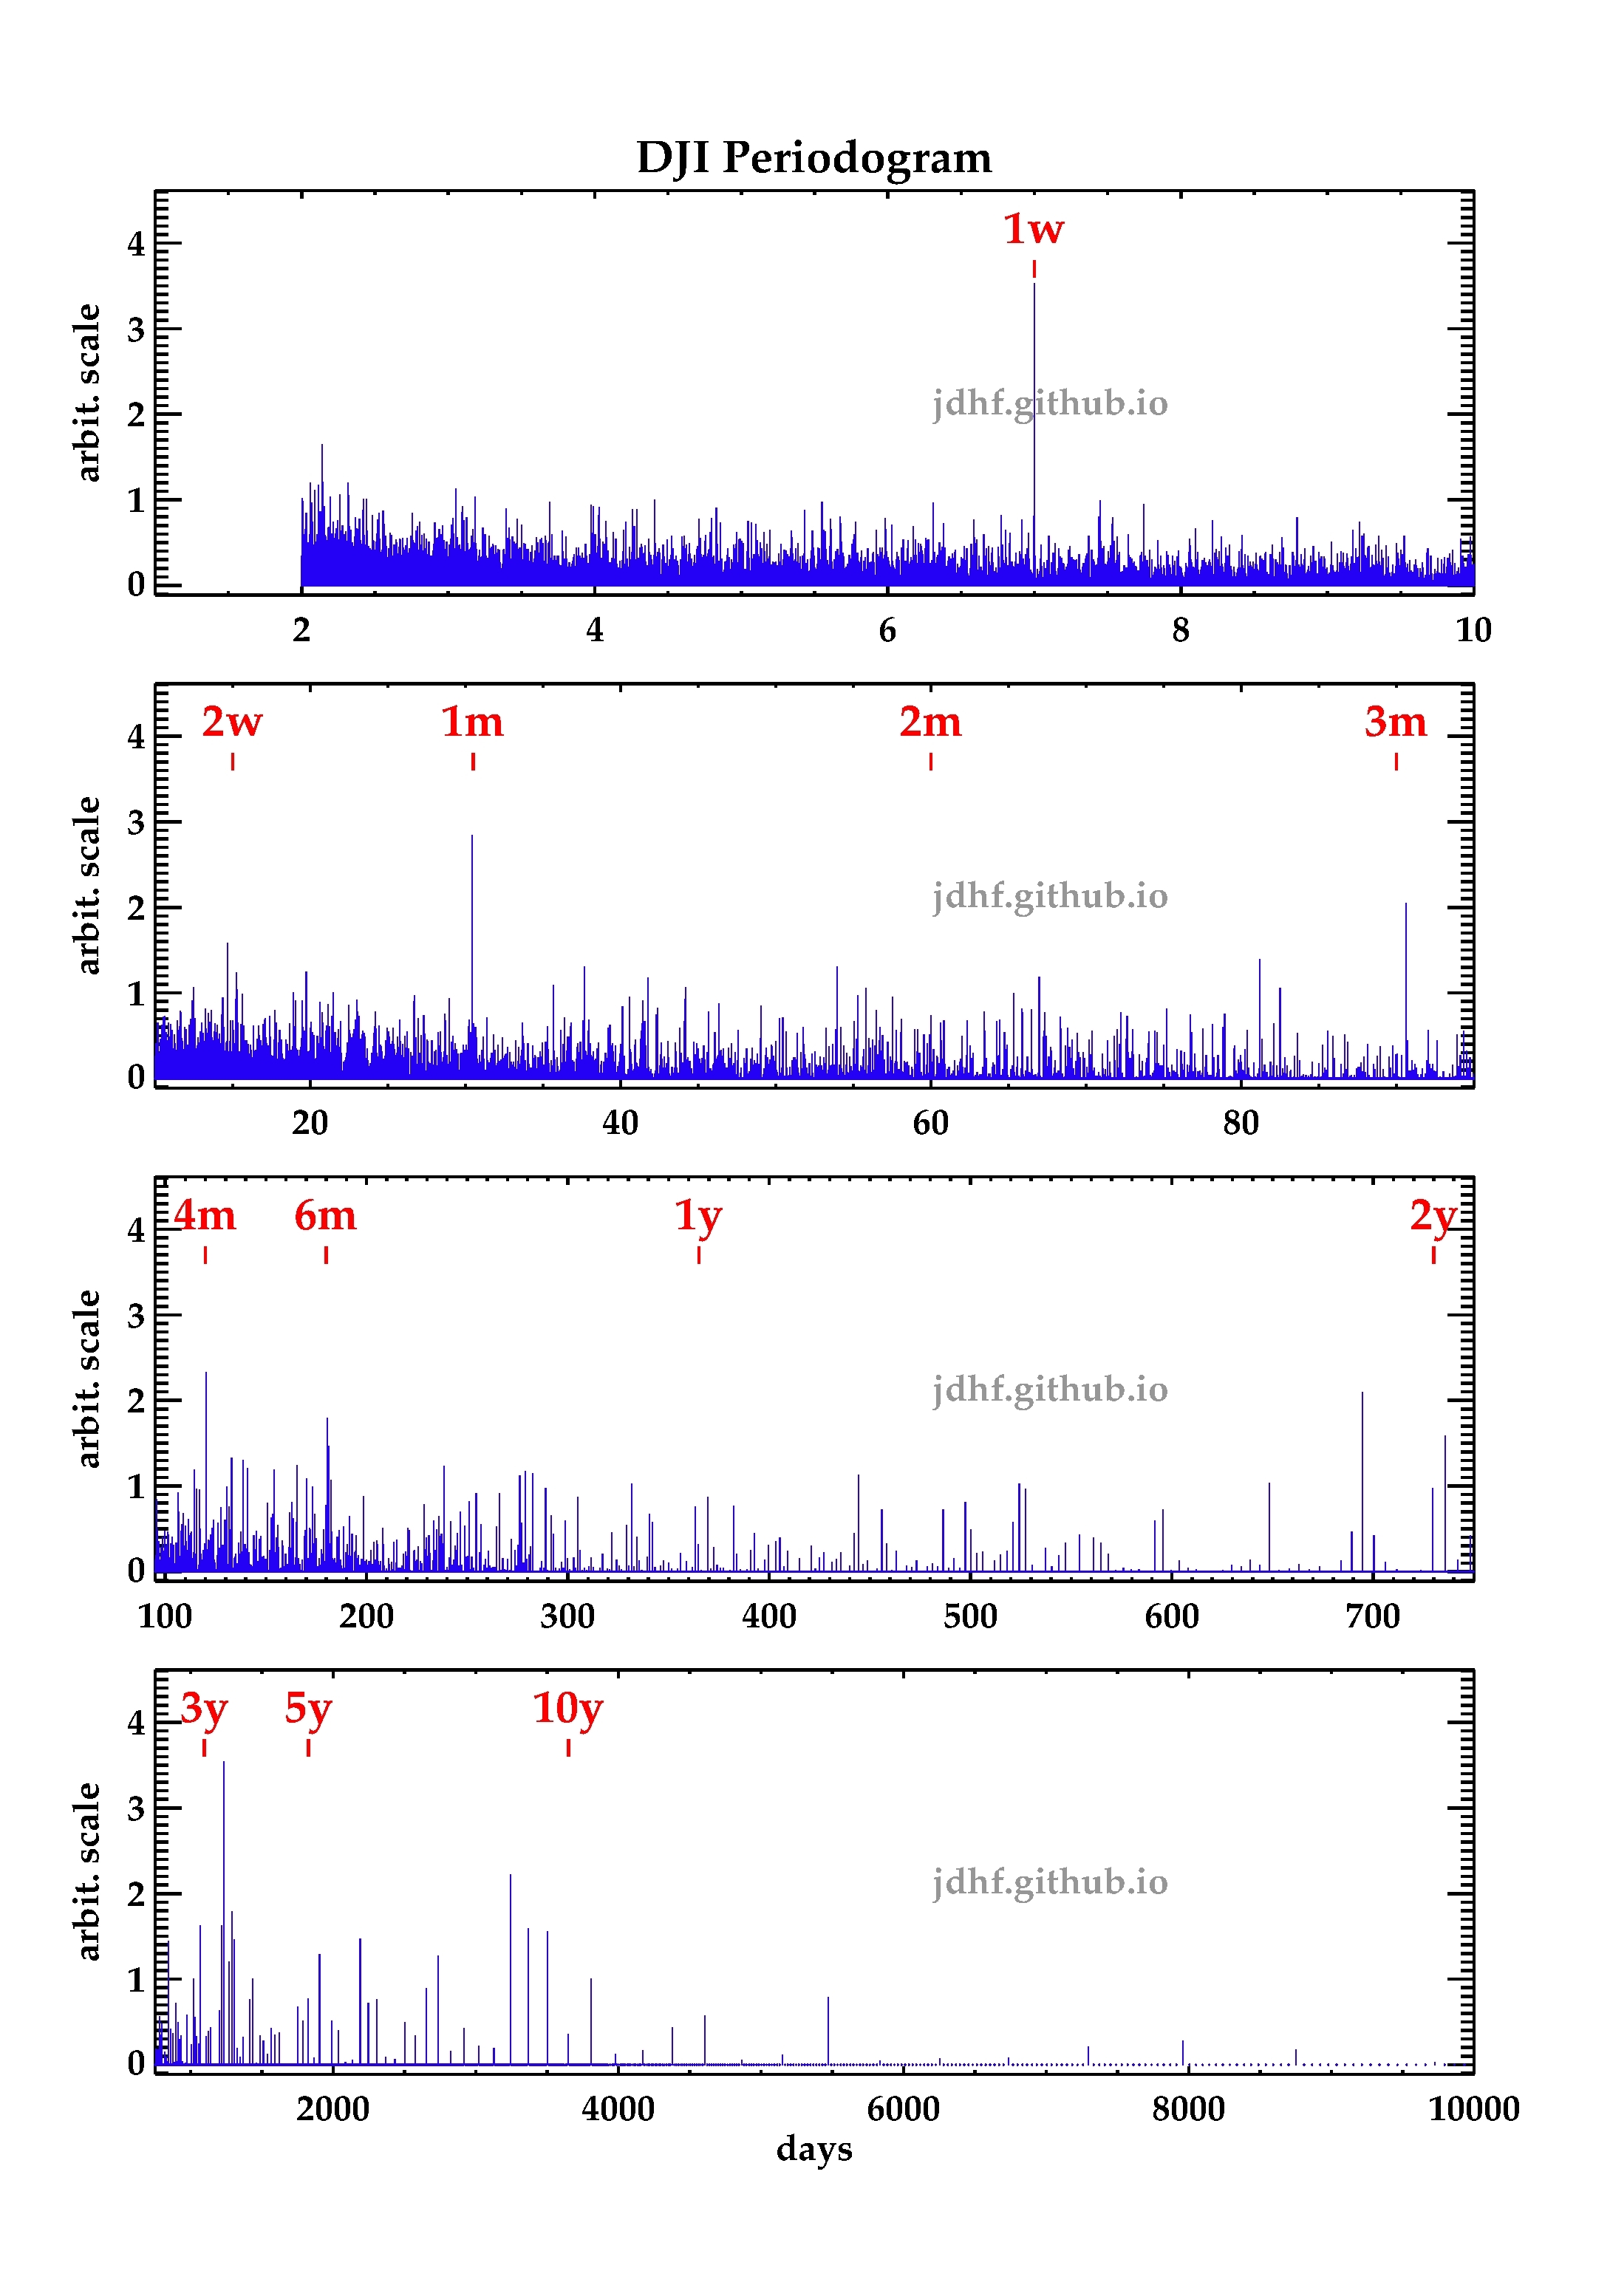 DJI Periodogram
1w
arbit. scale
4
3
2
1
0
jdhf.github.io
2 4 6 8 10
2w 1m 2m 3m
arbit. scale
4
3
2
1
0
jdhf.github.io
20 40 60 80
4m 6m 1y 2y
arbit. scale
4
3
2
1
0
jdhf.github.io
100 200 300 400 500 600 700
3y 5y 10y
arbit. scale
4
3
2
1
0
jdhf.github.io
2000 4000 6000 8000 10000
days